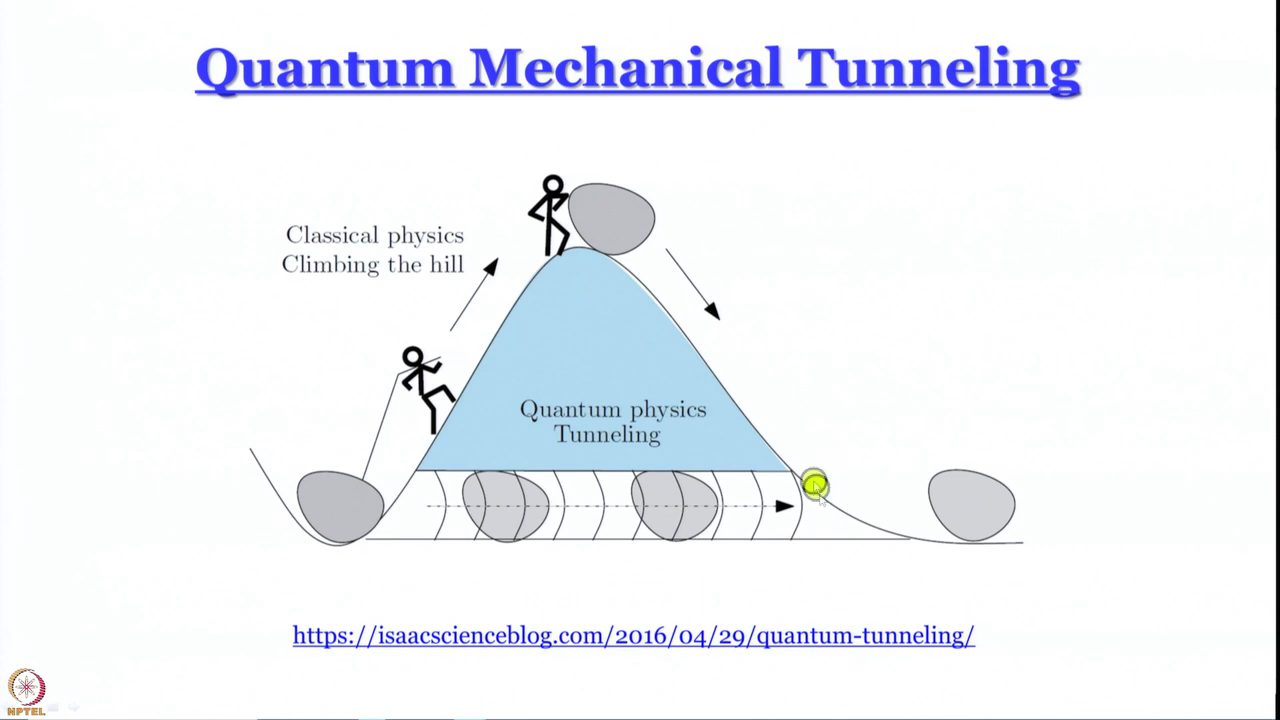 Quantum Mechanical Tunneling
Classical physics
Climbing the hill
Quantum physics
Tunneling
https://isaacscienceblog.com/2016/04/29/quantum-tunneling/
NPTEL